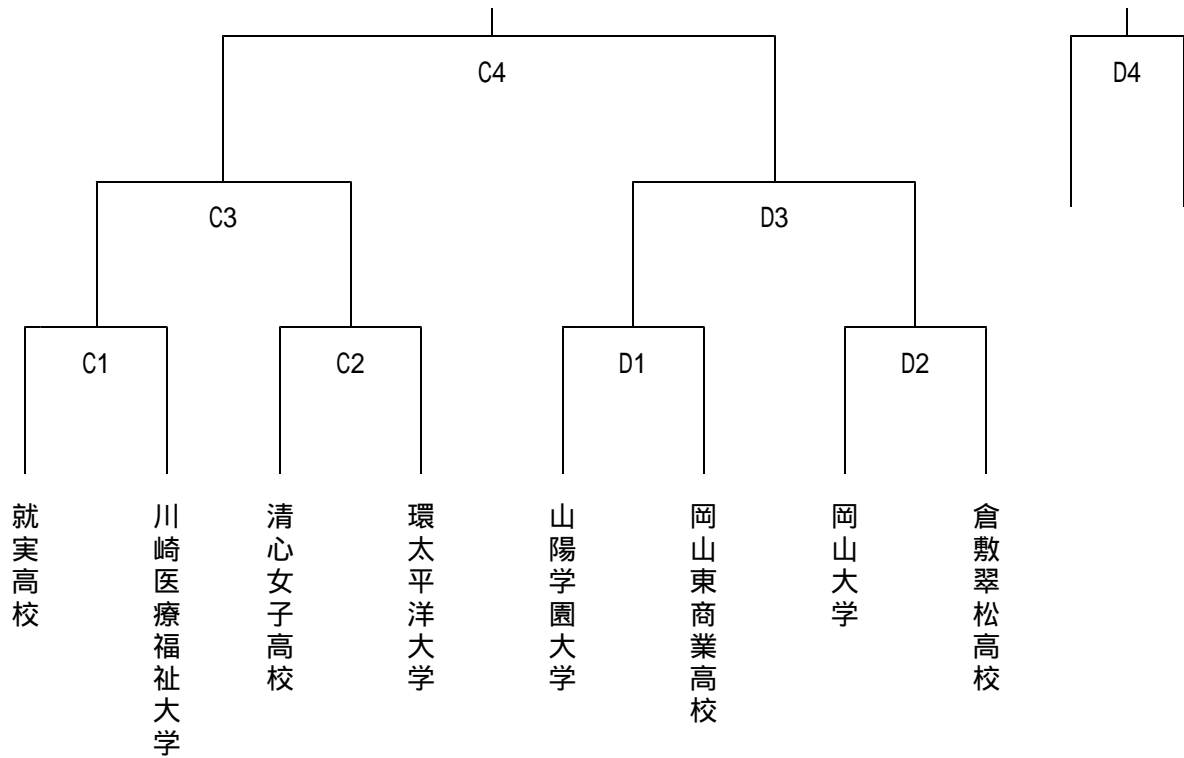 C4
D4
C3
D3
C1
C2
D1
D2
就実高校
川崎医療福祉大学
清心女子高校
環太平洋大学
山陽学園大学
岡山東商業高校
岡山大学
倉敷翠松高校